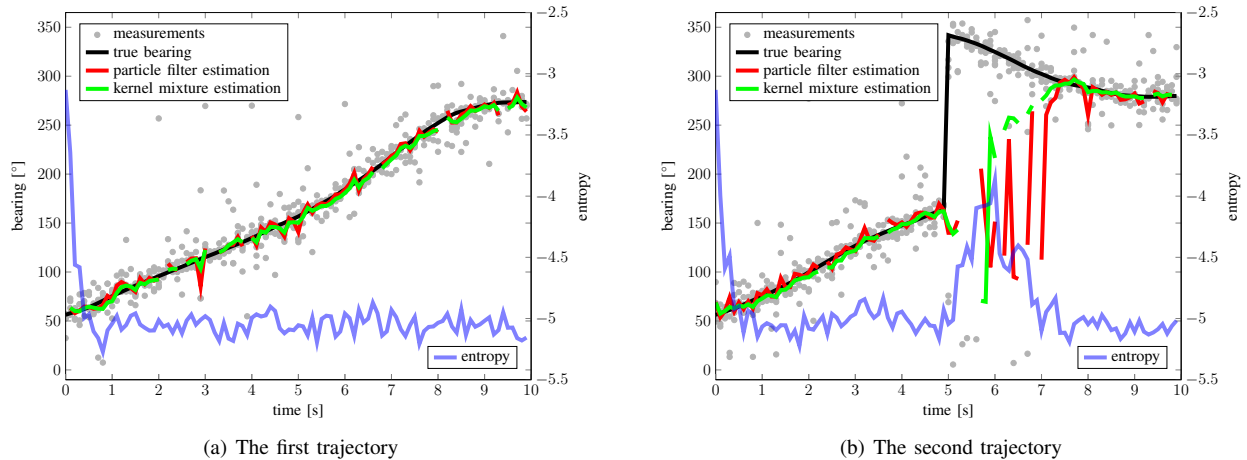 measurements
true bearing
particle filter estimation
kernel mixture estimation
entropy
350
300
250
200
150
100
50
0
bearing [°]
0 1 2 3 4 5 6 7 8 9 10
time [s]
−2.5
−3
−3.5
−4
−4.5
−5
−5.5
entropy
(a) The first trajectory
measurements
true bearing
particle filter estimation
kernel mixture estimation
entropy
350
300
250
200
150
100
50
0
bearing [°]
0 1 2 3 4 5 6 7 8 9 10
time [s]
−2.5
−3
−3.5
−4
−4.5
−5
−5.5
entropy
(b) The second trajectory